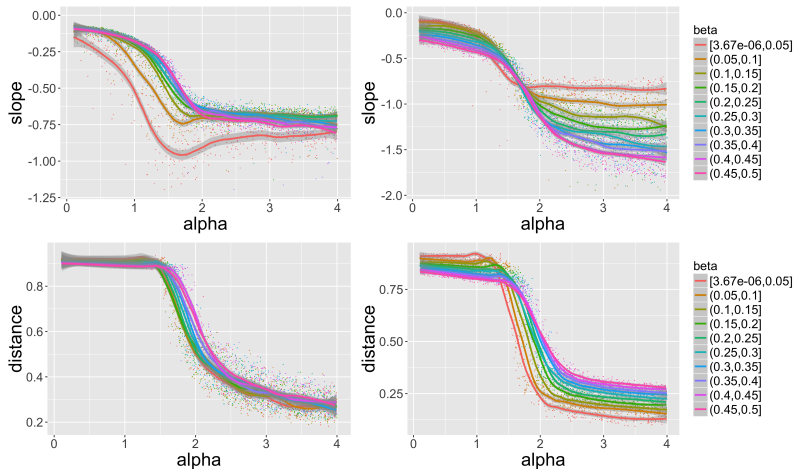 0.00
-0.25
-0.50
-0.75
-1.00
-1.25
slope
0 1 2 3 4
alpha
0.0
-0.5
-1.0
-1.5
-2.0
slope
0 1 2 3 4
alpha
beta
[3.67e-06,0.05]
(0.05,0.1]
(0.1,0.15]
(0.15,0.2]
(0.2,0.25]
(0.25,0.3]
(0.3,0.35]
(0.35,0.4]
(0.4,0.45]
(0.45,0.5]
0.8
0.6
0.4
0.2
distance
0 1 2 3 4
alpha
0.75
0.50
0.25
distance
0 1 2 3 4
alpha
beta
[3.67e-06,0.05]
(0.05,0.1]
(0.1,0.15]
(0.15,0.2]
(0.2,0.25]
(0.25,0.3]
(0.3,0.35]
(0.35,0.4]
(0.4,0.45]
(0.45,0.5]